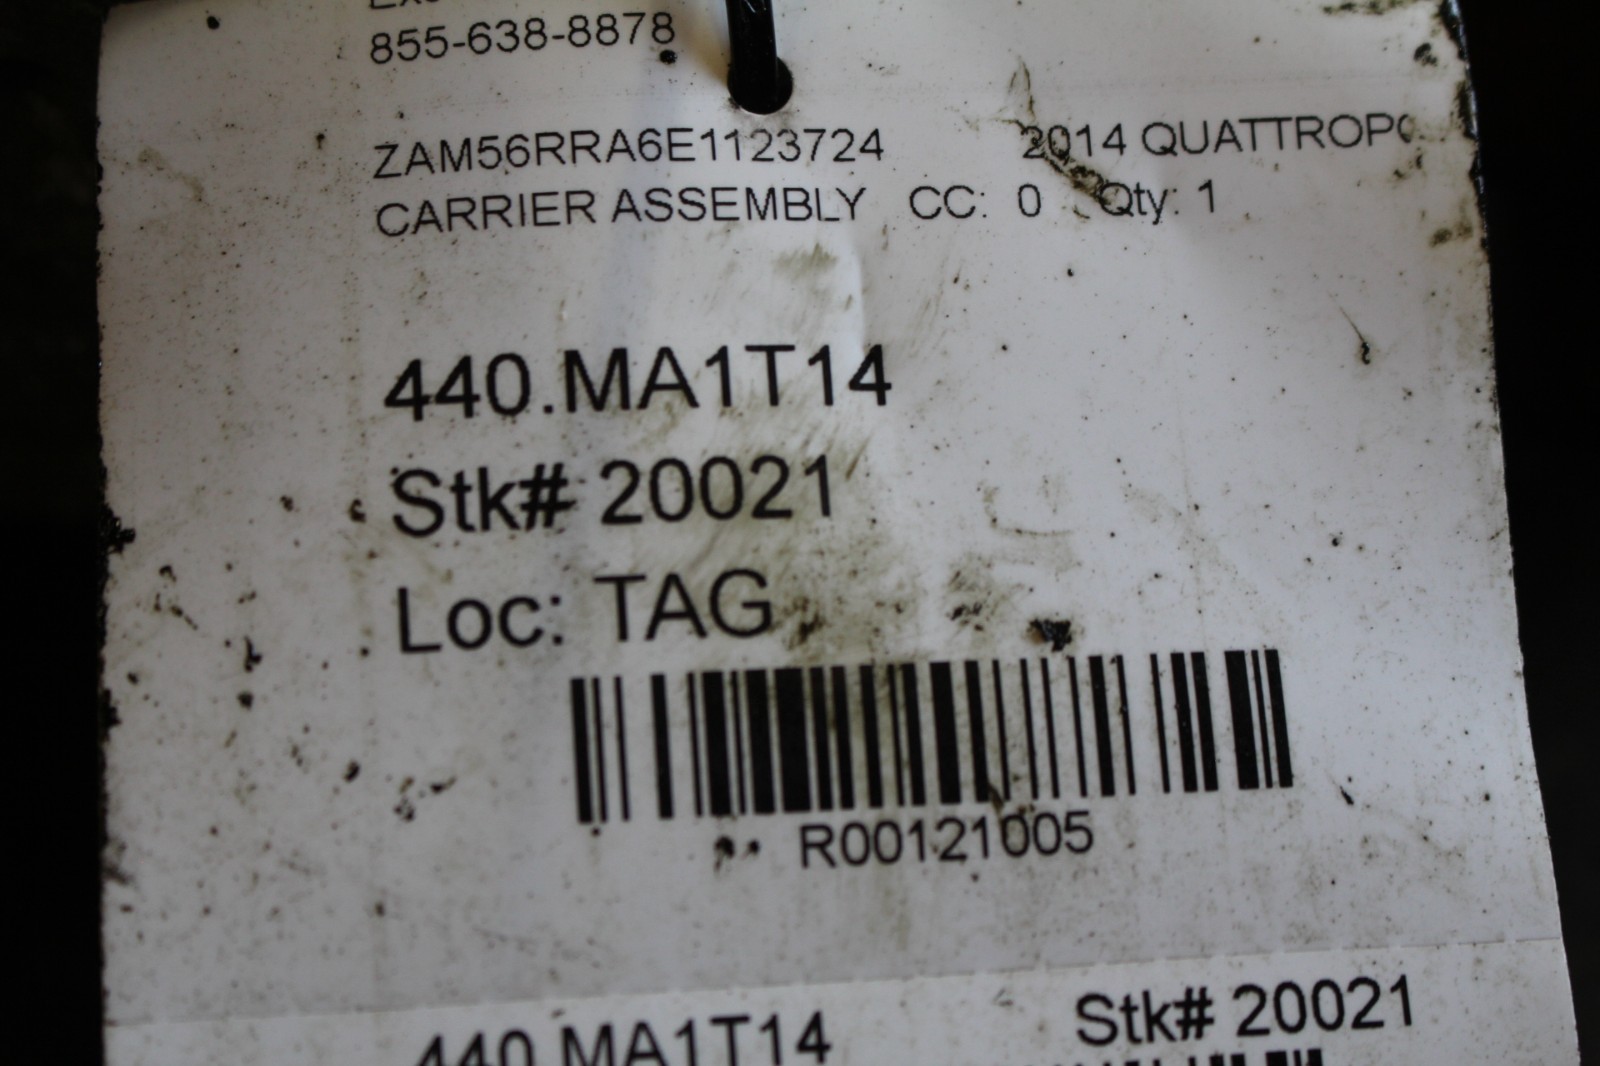 855-638-8878
ZAM56RRA6E1123724 2014 QUATTROPO
CARRIER ASSEMBLY CC: 0 Qty: 1
440.MA1T14
Stk# 20021
Loc: TAG
R00121005
440.MA1T14 Stk# 20021